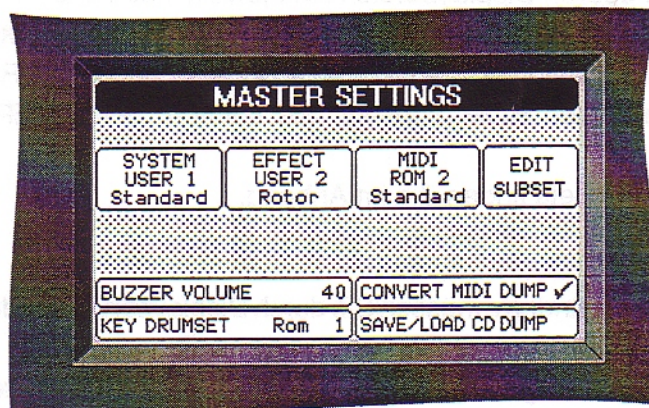 MASTER SETTINGS
SYSTEM
USER 1
Standard
EFFECT
USER 2
Rotor
MIDI
ROM 2
Standard
EDIT
SUBSET
BUZZER VOLUME 40
CONVERT MIDI DUMP ✓
KEY DRUMSET Rom 1
SAVE/LOAD CD DUMP